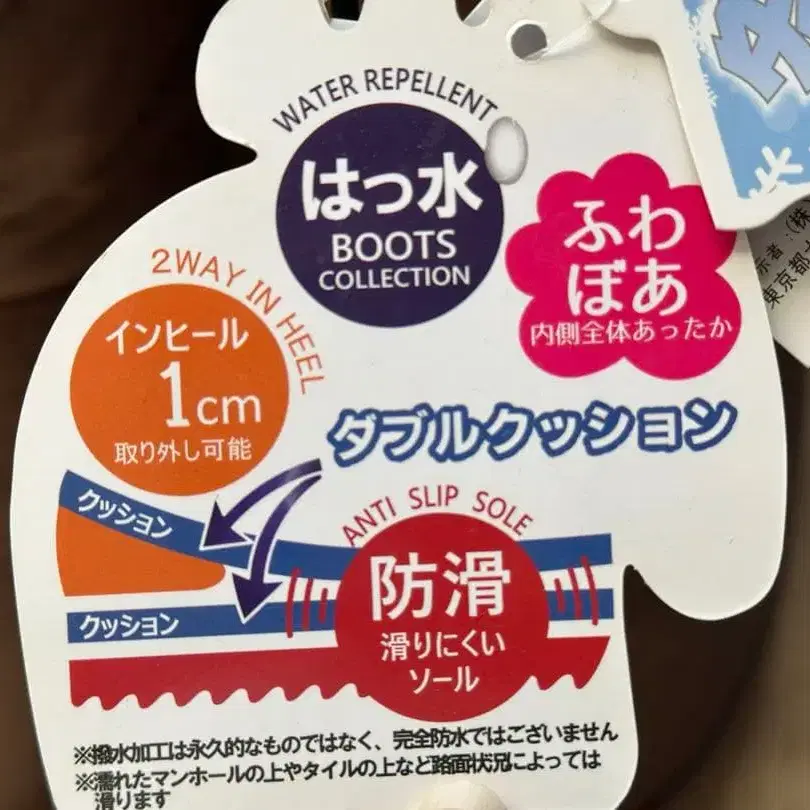 WATER REPELLENT
はっ水
BOOTS
COLLECTION
ふわ
ぼあ
内側全体あったか
2WAY IN HEEL
インヒール
1cm
取り外し可能
ダブルクッション
クッション
ANTI SLIP SOLE
防滑
滑りにくい
ソール
クッション
※撥水加工は永久的なものではなく、完全防水ではございません
※濡れたマンホールの上やタイルの上など路面状況によっては
滑ります
示者:(株
東京都